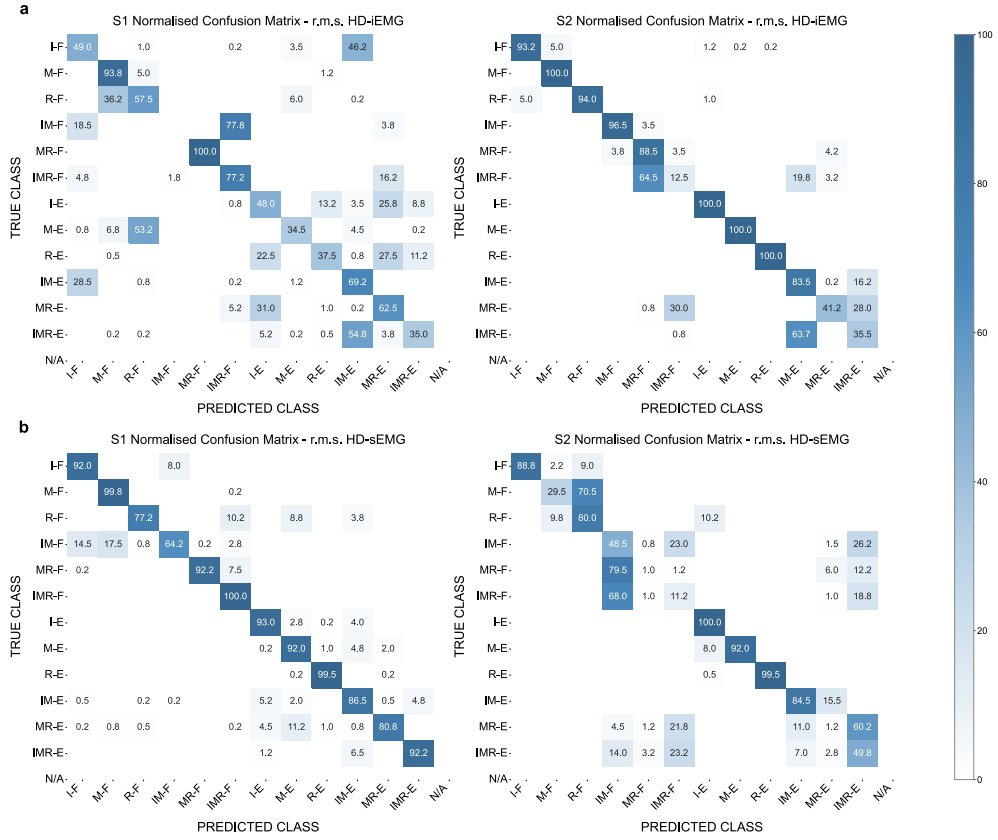 a
S1 Normalised Confusion Matrix - r.m.s. HD-iEMG
TRUE CLASS
I-F 49.0 1.0 0.2 3.5 46.2
M-F 93.8 5.0 1.2
R-F 36.2 57.5 6.0 0.2
IM-F 18.5 77.8 3.8
MR-F 100.0
IMR-F 4.8 1.8 77.2 16.2
I-E 0.8 48.0 13.2 3.5 25.8 8.8
M-E 0.8 6.8 53.2 34.5 4.5 0.2
R-E 0.5 22.5 37.5 0.8 27.5 11.2
IM-E 28.5 0.8 0.2 1.2 69.2
MR-E 5.2 31.0 1.0 0.2 62.5
IMR-E 0.2 0.2 5.2 0.2 0.5 54.8 3.8 35.0
N/A
I-F M-F R-F IM-F MR-F IMR-F I-E M-E R-E IM-E MR-E IMR-E N/A
PREDICTED CLASS
S2 Normalised Confusion Matrix - r.m.s. HD-iEMG
TRUE CLASS
I-F 93.2 5.0 1.2 0.2 0.2
M-F 100.0
R-F 5.0 94.0 1.0
IM-F 96.5 3.5
MR-F 3.8 88.5 3.5 4.2
IMR-F 64.5 12.5 19.8 3.2
I-E 100.0
M-E 100.0
R-E 100.0
IM-E 83.5 0.2 16.2
MR-E 0.8 30.0 41.2 28.0
IMR-E 0.8 63.7 35.5
N/A
I-F M-F R-F IM-F MR-F IMR-F I-E M-E R-E IM-E MR-E IMR-E N/A
PREDICTED CLASS
b
S1 Normalised Confusion Matrix - r.m.s. HD-sEMG
TRUE CLASS
I-F 92.0 8.0
M-F 99.8 0.2
R-F 77.2 10.2 8.8 3.8
IM-F 14.5 17.5 0.8 64.2 0.2 2.8
MR-F 0.2 92.2 7.5
IMR-F 100.0
I-E 93.0 2.8 0.2 4.0
M-E 0.2 92.0 1.0 4.8 2.0
R-E 0.2 99.5 0.2
IM-E 0.5 0.2 0.2 5.2 2.0 86.5 0.5 4.8
MR-E 0.2 0.8 0.5 0.2 4.5 11.2 1.0 0.8 80.8
IMR-E 1.2 6.5 92.2
N/A
I-F M-F R-F IM-F MR-F IMR-F I-E M-E R-E IM-E MR-E IMR-E N/A
PREDICTED CLASS
S2 Normalised Confusion Matrix - r.m.s. HD-sEMG
TRUE CLASS
I-F 88.8 2.2 9.0
M-F 29.5 70.5
R-F 9.8 80.0 10.2
IM-F 48.5 0.8 23.0 1.5 26.2
MR-F 79.5 1.0 1.2 6.0 12.2
IMR-F 68.0 1.0 11.2 1.0 18.8
I-E 100.0
M-E 8.0 92.0
R-E 0.5 99.5
IM-E 84.5 15.5
MR-E 4.5 1.2 21.8 11.0 1.2 60.2
IMR-E 14.0 3.2 23.2 7.0 2.8 49.8
N/A
I-F M-F R-F IM-F MR-F IMR-F I-E M-E R-E IM-E MR-E IMR-E N/A
PREDICTED CLASS
100
80
60
40
20
0